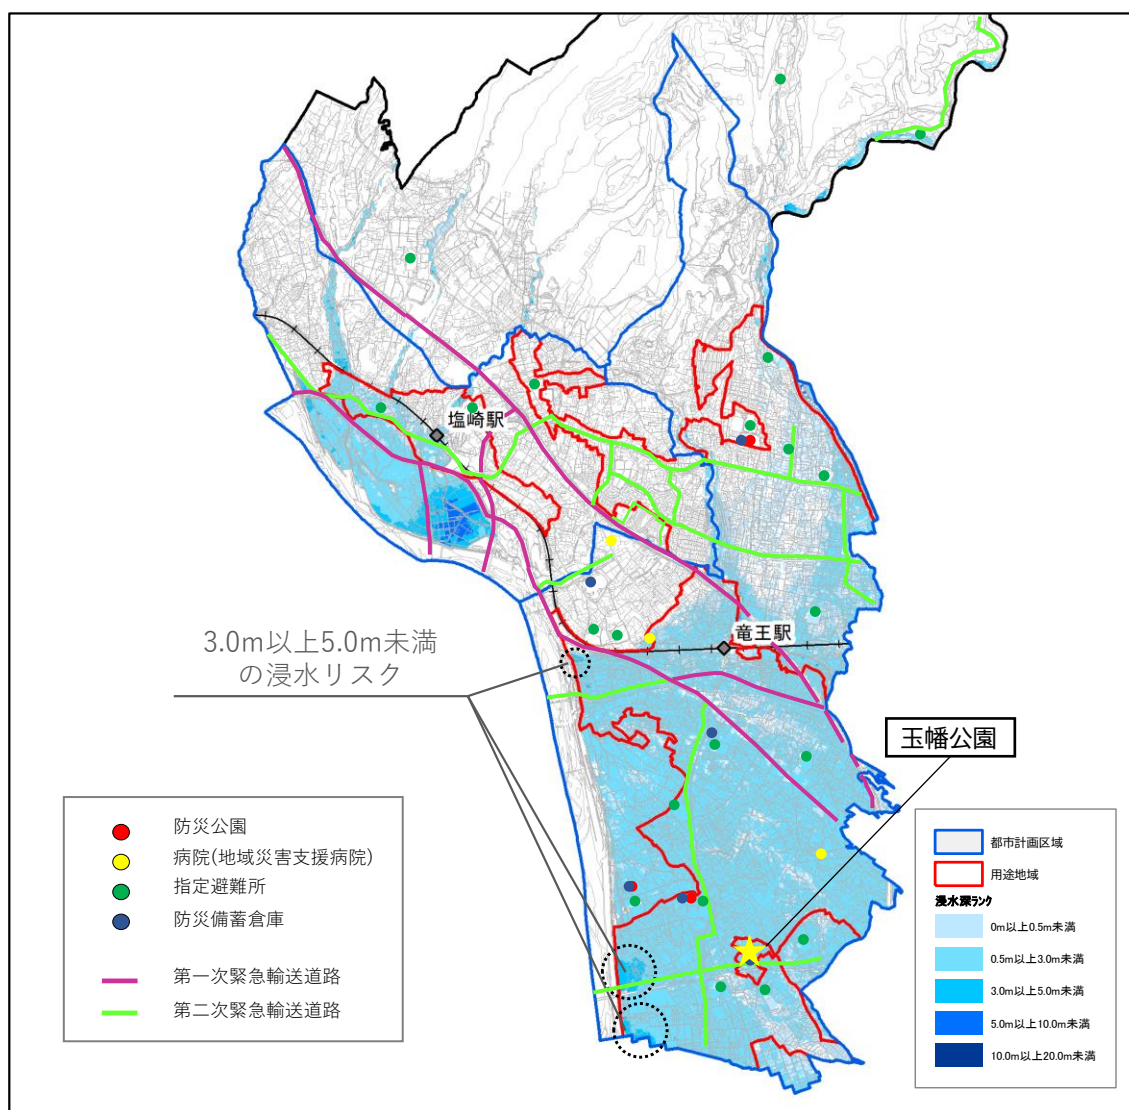 塩崎駅
竜王駅
3.0m以上5.0m未満
の浸水リスク
玉幡公園
防災公園
病院(地域災害支援病院)
指定避難所
防災備蓄倉庫
第一次緊急輸送道路
第二次緊急輸送道路
都市計画区域
用途地域
浸水深ランク
0m以上0.5m未満
0.5m以上3.0m未満
3.0m以上5.0m未満
5.0m以上10.0m未満
10.0m以上20.0m未満